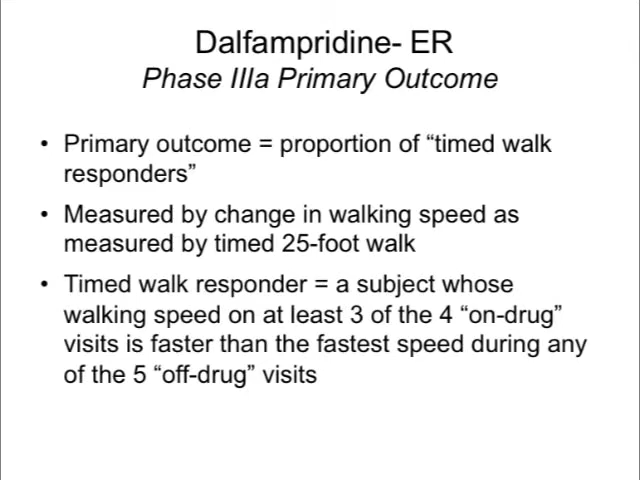 Dalfampridine- ER
Phase IIIa Primary Outcome
• Primary outcome = proportion of “timed walk
responders”
• Measured by change in walking speed as
measured by timed 25-foot walk
• Timed walk responder = a subject whose
walking speed on at least 3 of the 4 “on-drug”
visits is faster than the fastest speed during any
of the 5 “off-drug” visits